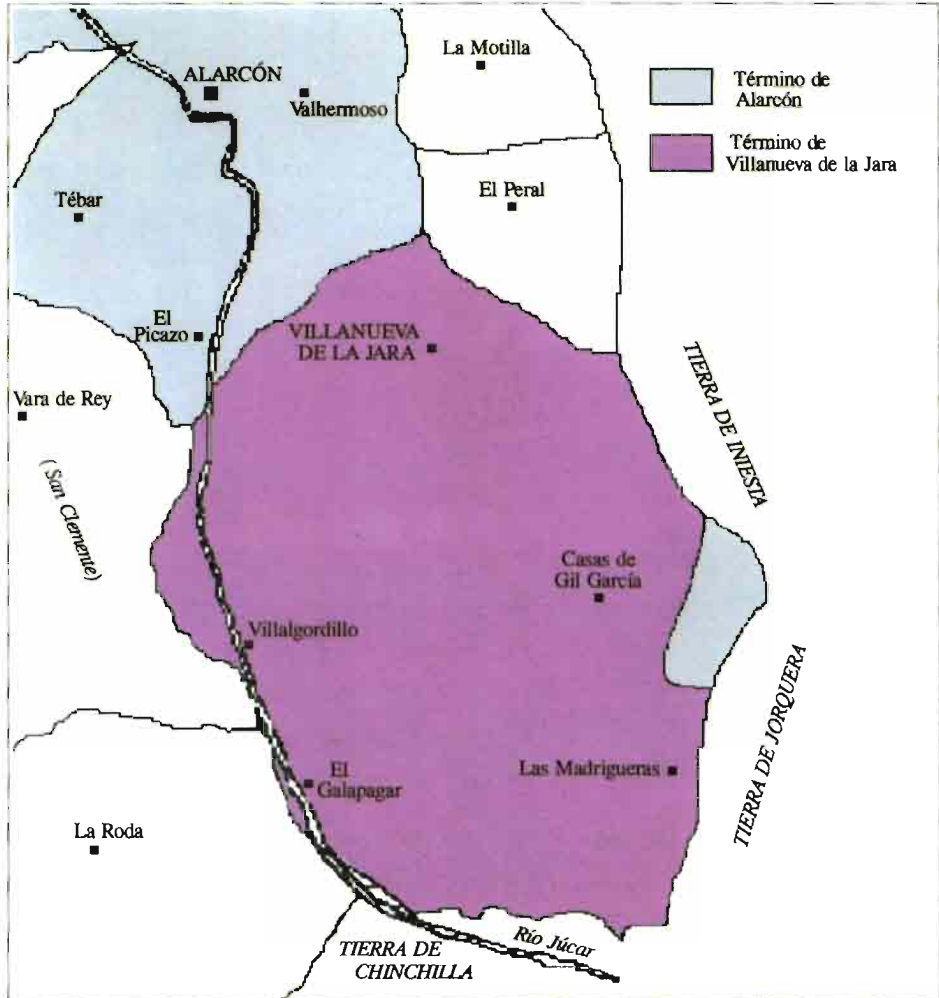 La Motilla
ALARCÓN
Valhermoso
Término de
Alarcón
Término de
Villanueva de la Jara
Tébar
El Peral
El
Picazo
VILLANUEVA
DE LA JARA
Vara de Rey
TIERRA DE INIESTA
( San Clemente)
Casas de
Gil García
Villalgordillo
TIERRA DE JORQUERA
El
Galapagar
Las Madrigueras
La Roda
Río Júcar
TIERRA DE
CHINCHILLA